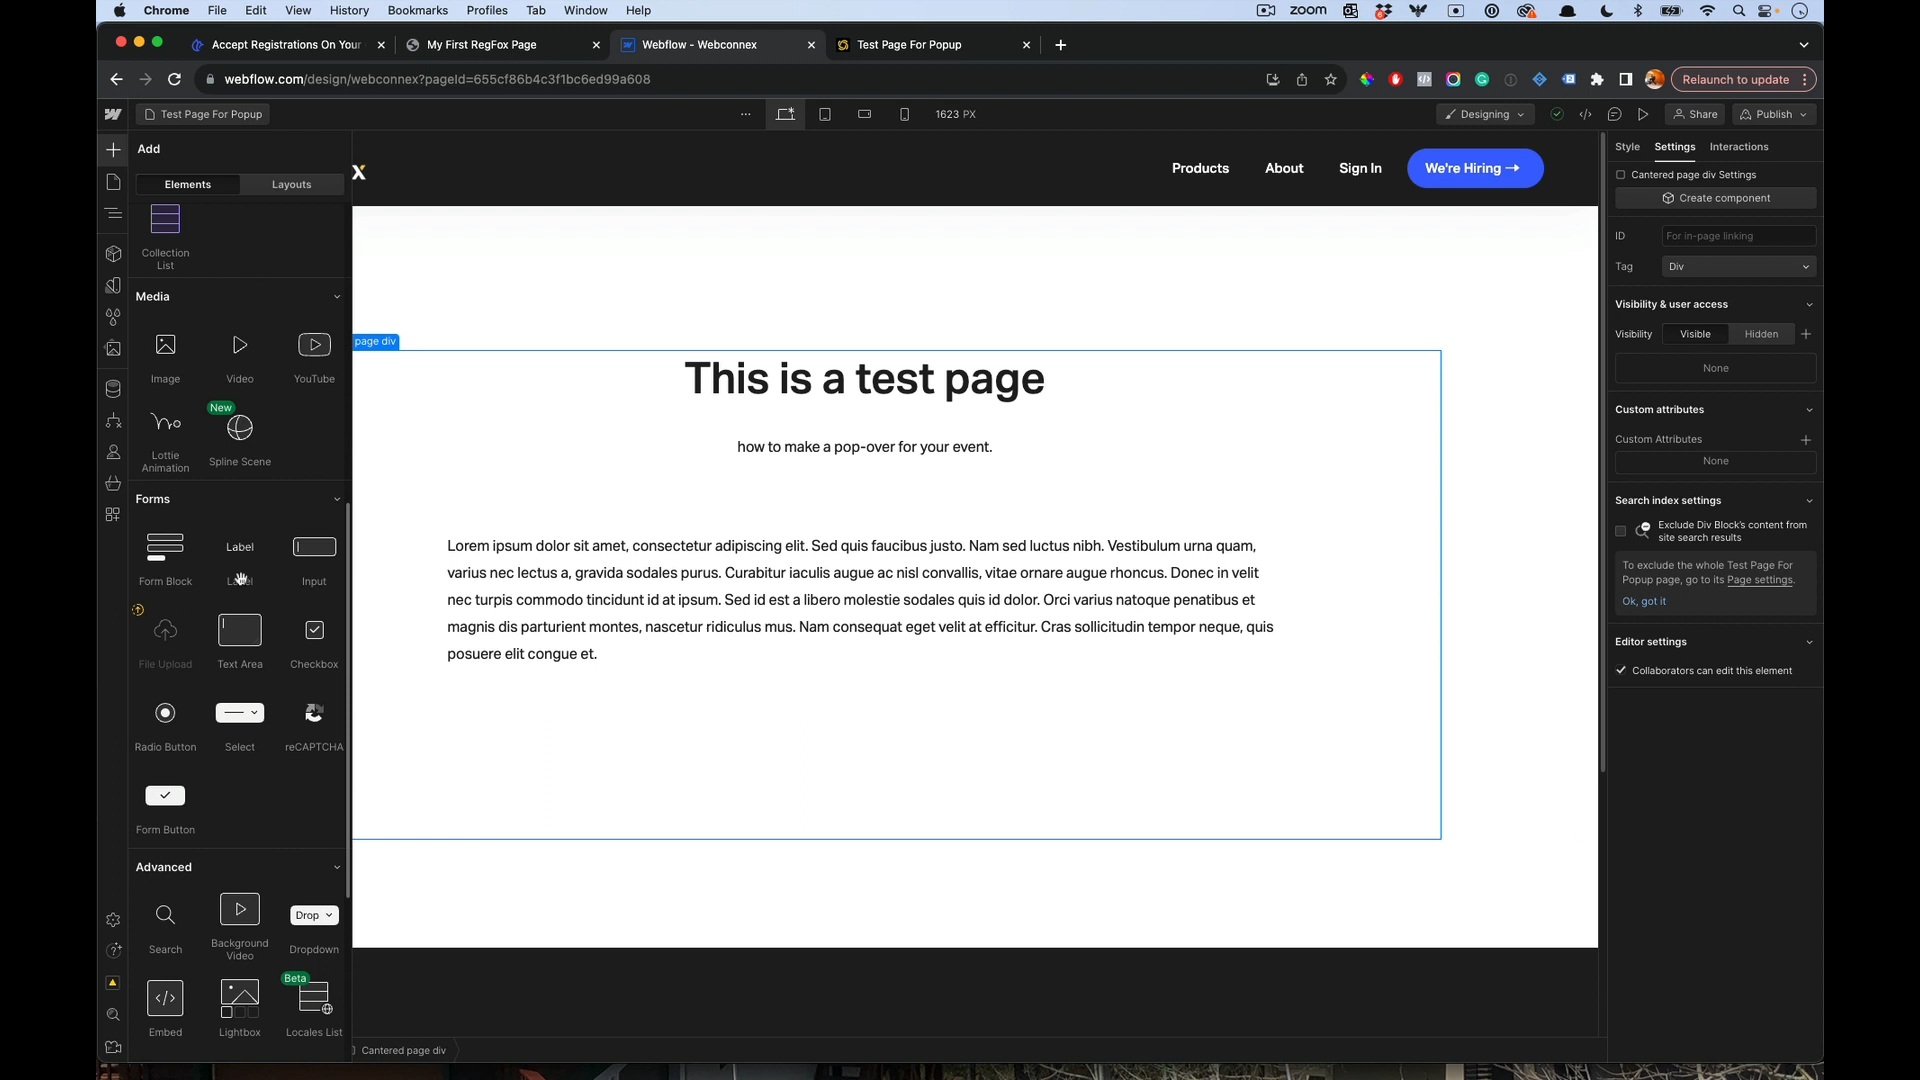 Chrome File Edit View History Bookmarks Profiles Tab Window Help zoom
Accept Registrations On Your
My First RegFox Page
Webflow - Webconnex
Test Page For Popup
webflow.com/design/webconnex?pageId=655cf86b4c3f1bc6ed99a608
Relaunch to update
Test Page For Popup
1623 PX
Designing
Share
Publish
Add
Elements
Layouts
Collection
List
Media
Image
Video
YouTube
New
Lottie
Animation
Spline Scene
Forms
Form Block
Label
Input
File Upload
Text Area
Checkbox
Radio Button
Select
reCAPTCHA
Form Button
Advanced
Search
Background
Video
Drop
Dropdown
Embed
Lightbox
Beta
Locales List
x
Products
About
Sign In
We're Hiring →
page div
This is a test page
how to make a pop-over for your event.
Lorem ipsum dolor sit amet, consectetur adipiscing elit. Sed quis faucibus justo. Nam sed luctus nibh. Vestibulum urna quam,
varius nec lectus a, gravida sodales purus. Curabitur iaculis augue ac nisl convallis, vitae ornare augue rhoncus. Donec in velit
nec turpis commodo tincidunt id at ipsum. Sed id est a libero molestie sodales quis id dolor. Orci varius natoque penatibus et
magnis dis parturient montes, nascetur ridiculus mus. Nam consequat eget velit at efficitur. Cras sollicitudin tempor neque, quis
posuere elit congue et.
Cantered page div
Style
Settings
Interactions
Cantered page div Settings
Create component
ID
For in-page linking
Tag
Div
Visibility & user access
Visibility
Visible
Hidden
None
Custom attributes
Custom Attributes
None
Search index settings
Exclude Div Block's content from
site search results
To exclude the whole Test Page For
Popup page, go to its Page settings.
Ok, got it
Editor settings
Collaborators can edit this element